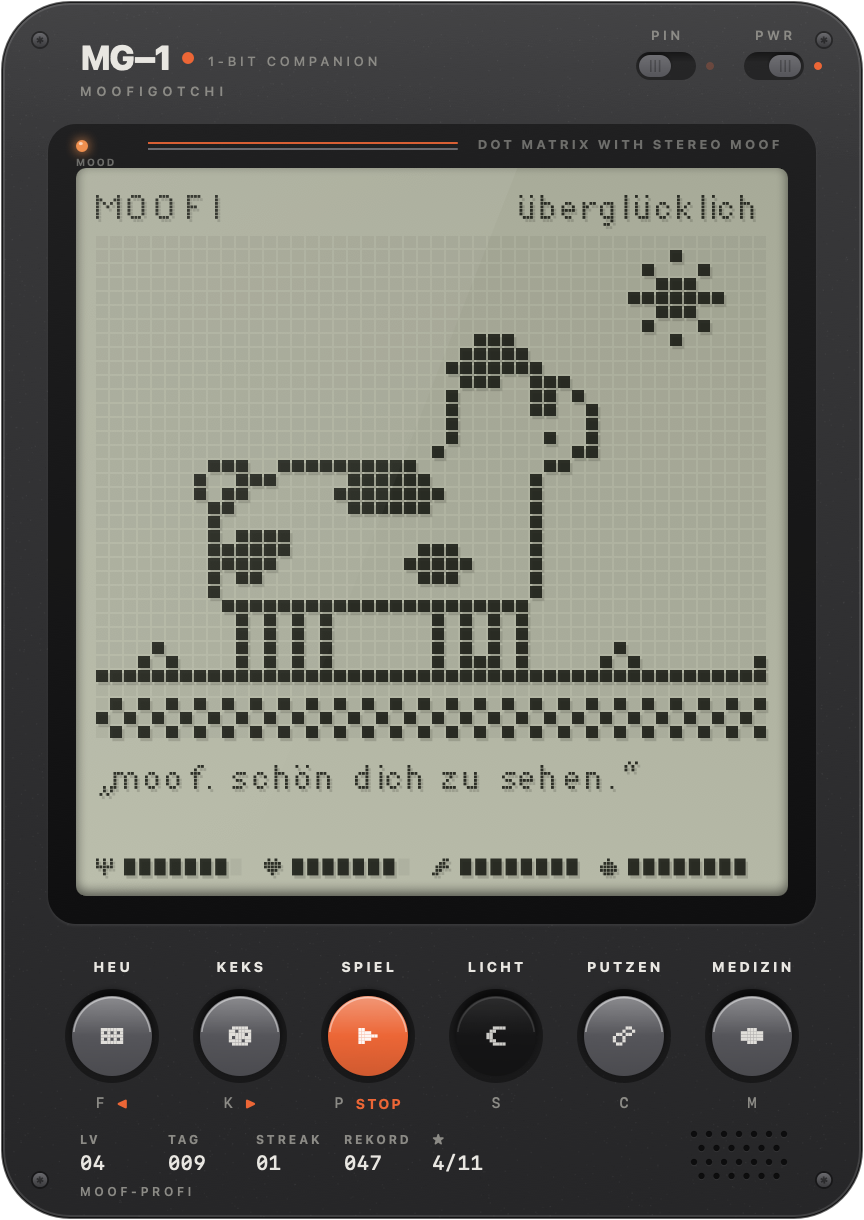 PIN PWR
MG–1 1-BIT COMPANION
MOOFIGOTCHI
DOT MATRIX WITH STEREO MOOF
MOOD
MOOFI überglücklich
„moof. schön dich zu sehen.“
HEU KEKS SPIEL LICHT PUTZEN MEDIZIN
F ◀ K ▶ P STOP S C M
LV TAG STREAK REKORD ★
04 009 01 047 4/11
MOOF-PROFI